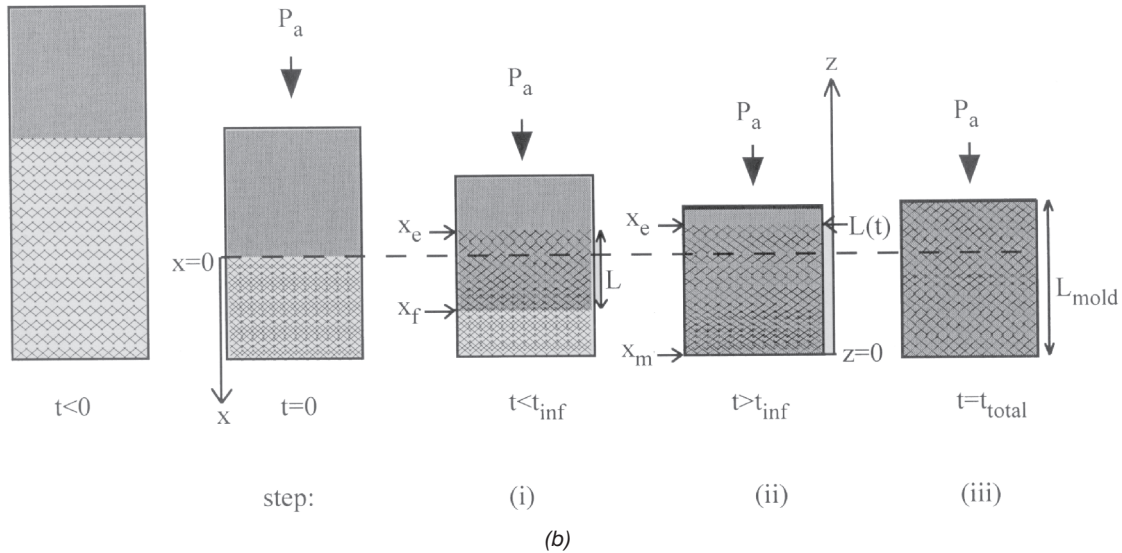 P_a
P_a
z
P_a
P_a
x_e
x_e
L(t)
x=0
L
L_mold
x_f
x_m
z=0
x
t<0
t=0
t<t_inf
t>t_inf
t=t_total
step:
(i)
(ii)
(iii)
(b)